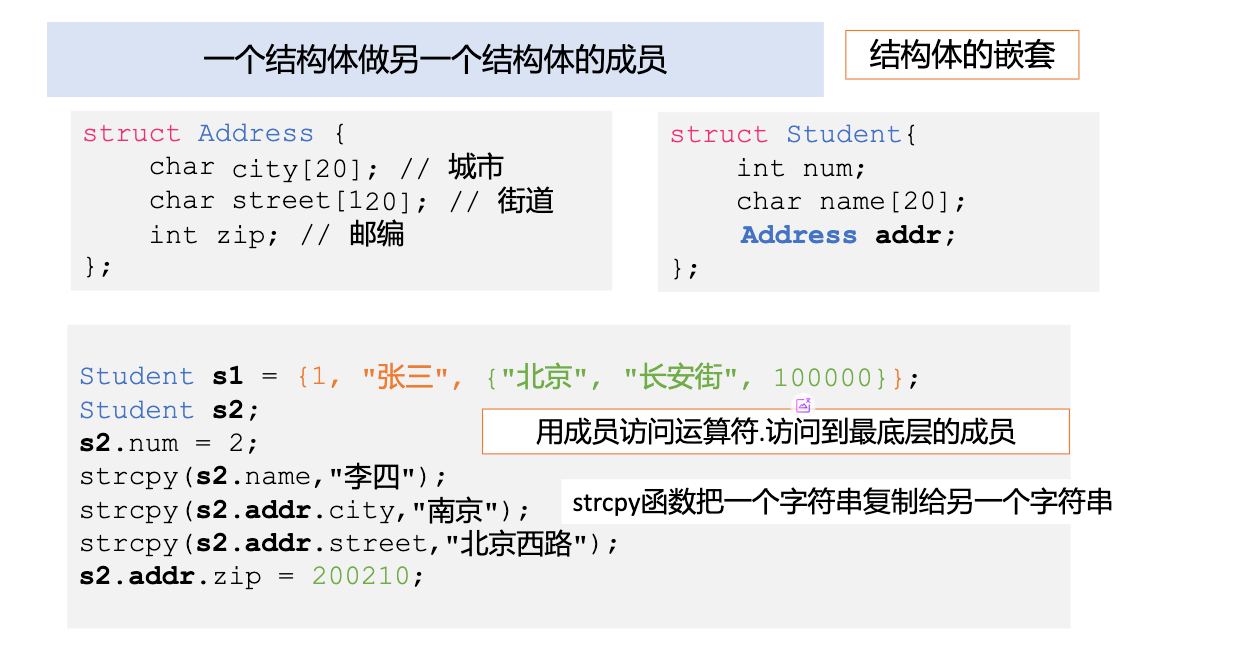 一个结构体做另一个结构体的成员
结构体的嵌套
struct Address {
char city[20]; // 城市
char street[120]; // 街道
int zip; // 邮编
};
struct Student{
int num;
char name[20];
Address addr;
};
Student s1 = {1, "张三", {"北京", "长安街", 100000}};
Student s2;
用成员访问运算符.访问到最底层的成员
s2.num = 2;
strcpy(s2.name,"李四");
strcpy函数把一个字符串复制给另一个字符串
strcpy(s2.addr.city,"南京");
strcpy(s2.addr.street,"北京西路");
s2.addr.zip = 200210;